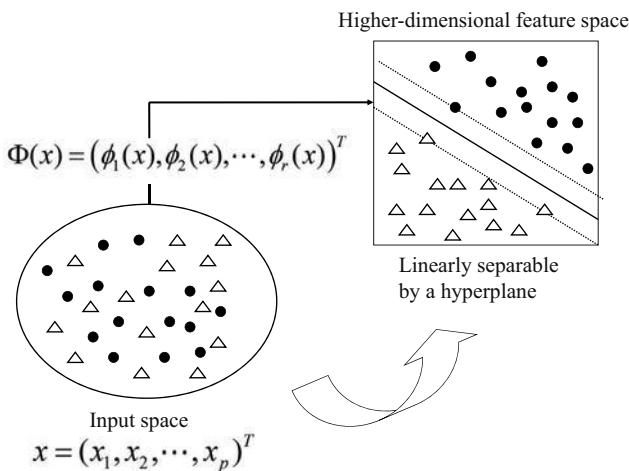 Higher-dimensional feature space
Φ(x) = (ϕ₁(x), ϕ₂(x), ⋯, ϕᵣ(x))ᵀ
Linearly separable
by a hyperplane
Input space
x = (x₁, x₂, ⋯, xₚ)ᵀ